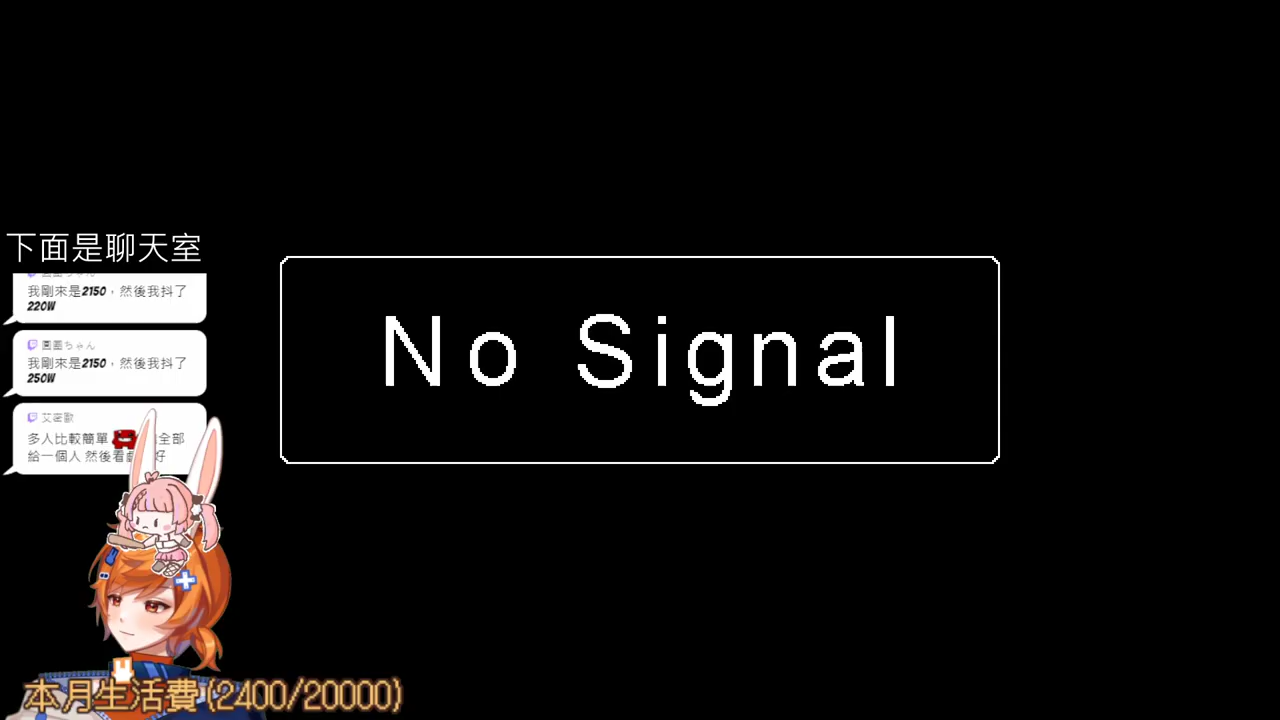 下面是聊天室
我剛來是2150，然後我抖了
220W
圓圈ちゃん
我剛來是2150，然後我抖了
250W
艾密歐
多人比較簡單
全部
給一個人 然後看
好
No Signal
本月生活費(2400/20000)